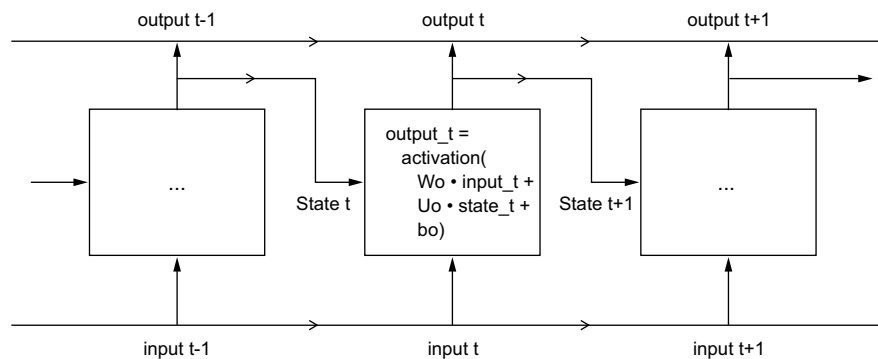 output t-1
output t
output t+1
...
output_t =
activation(
Wo • input_t +
Uo • state_t +
bo)
...
State t
State t+1
input t-1
input t
input t+1